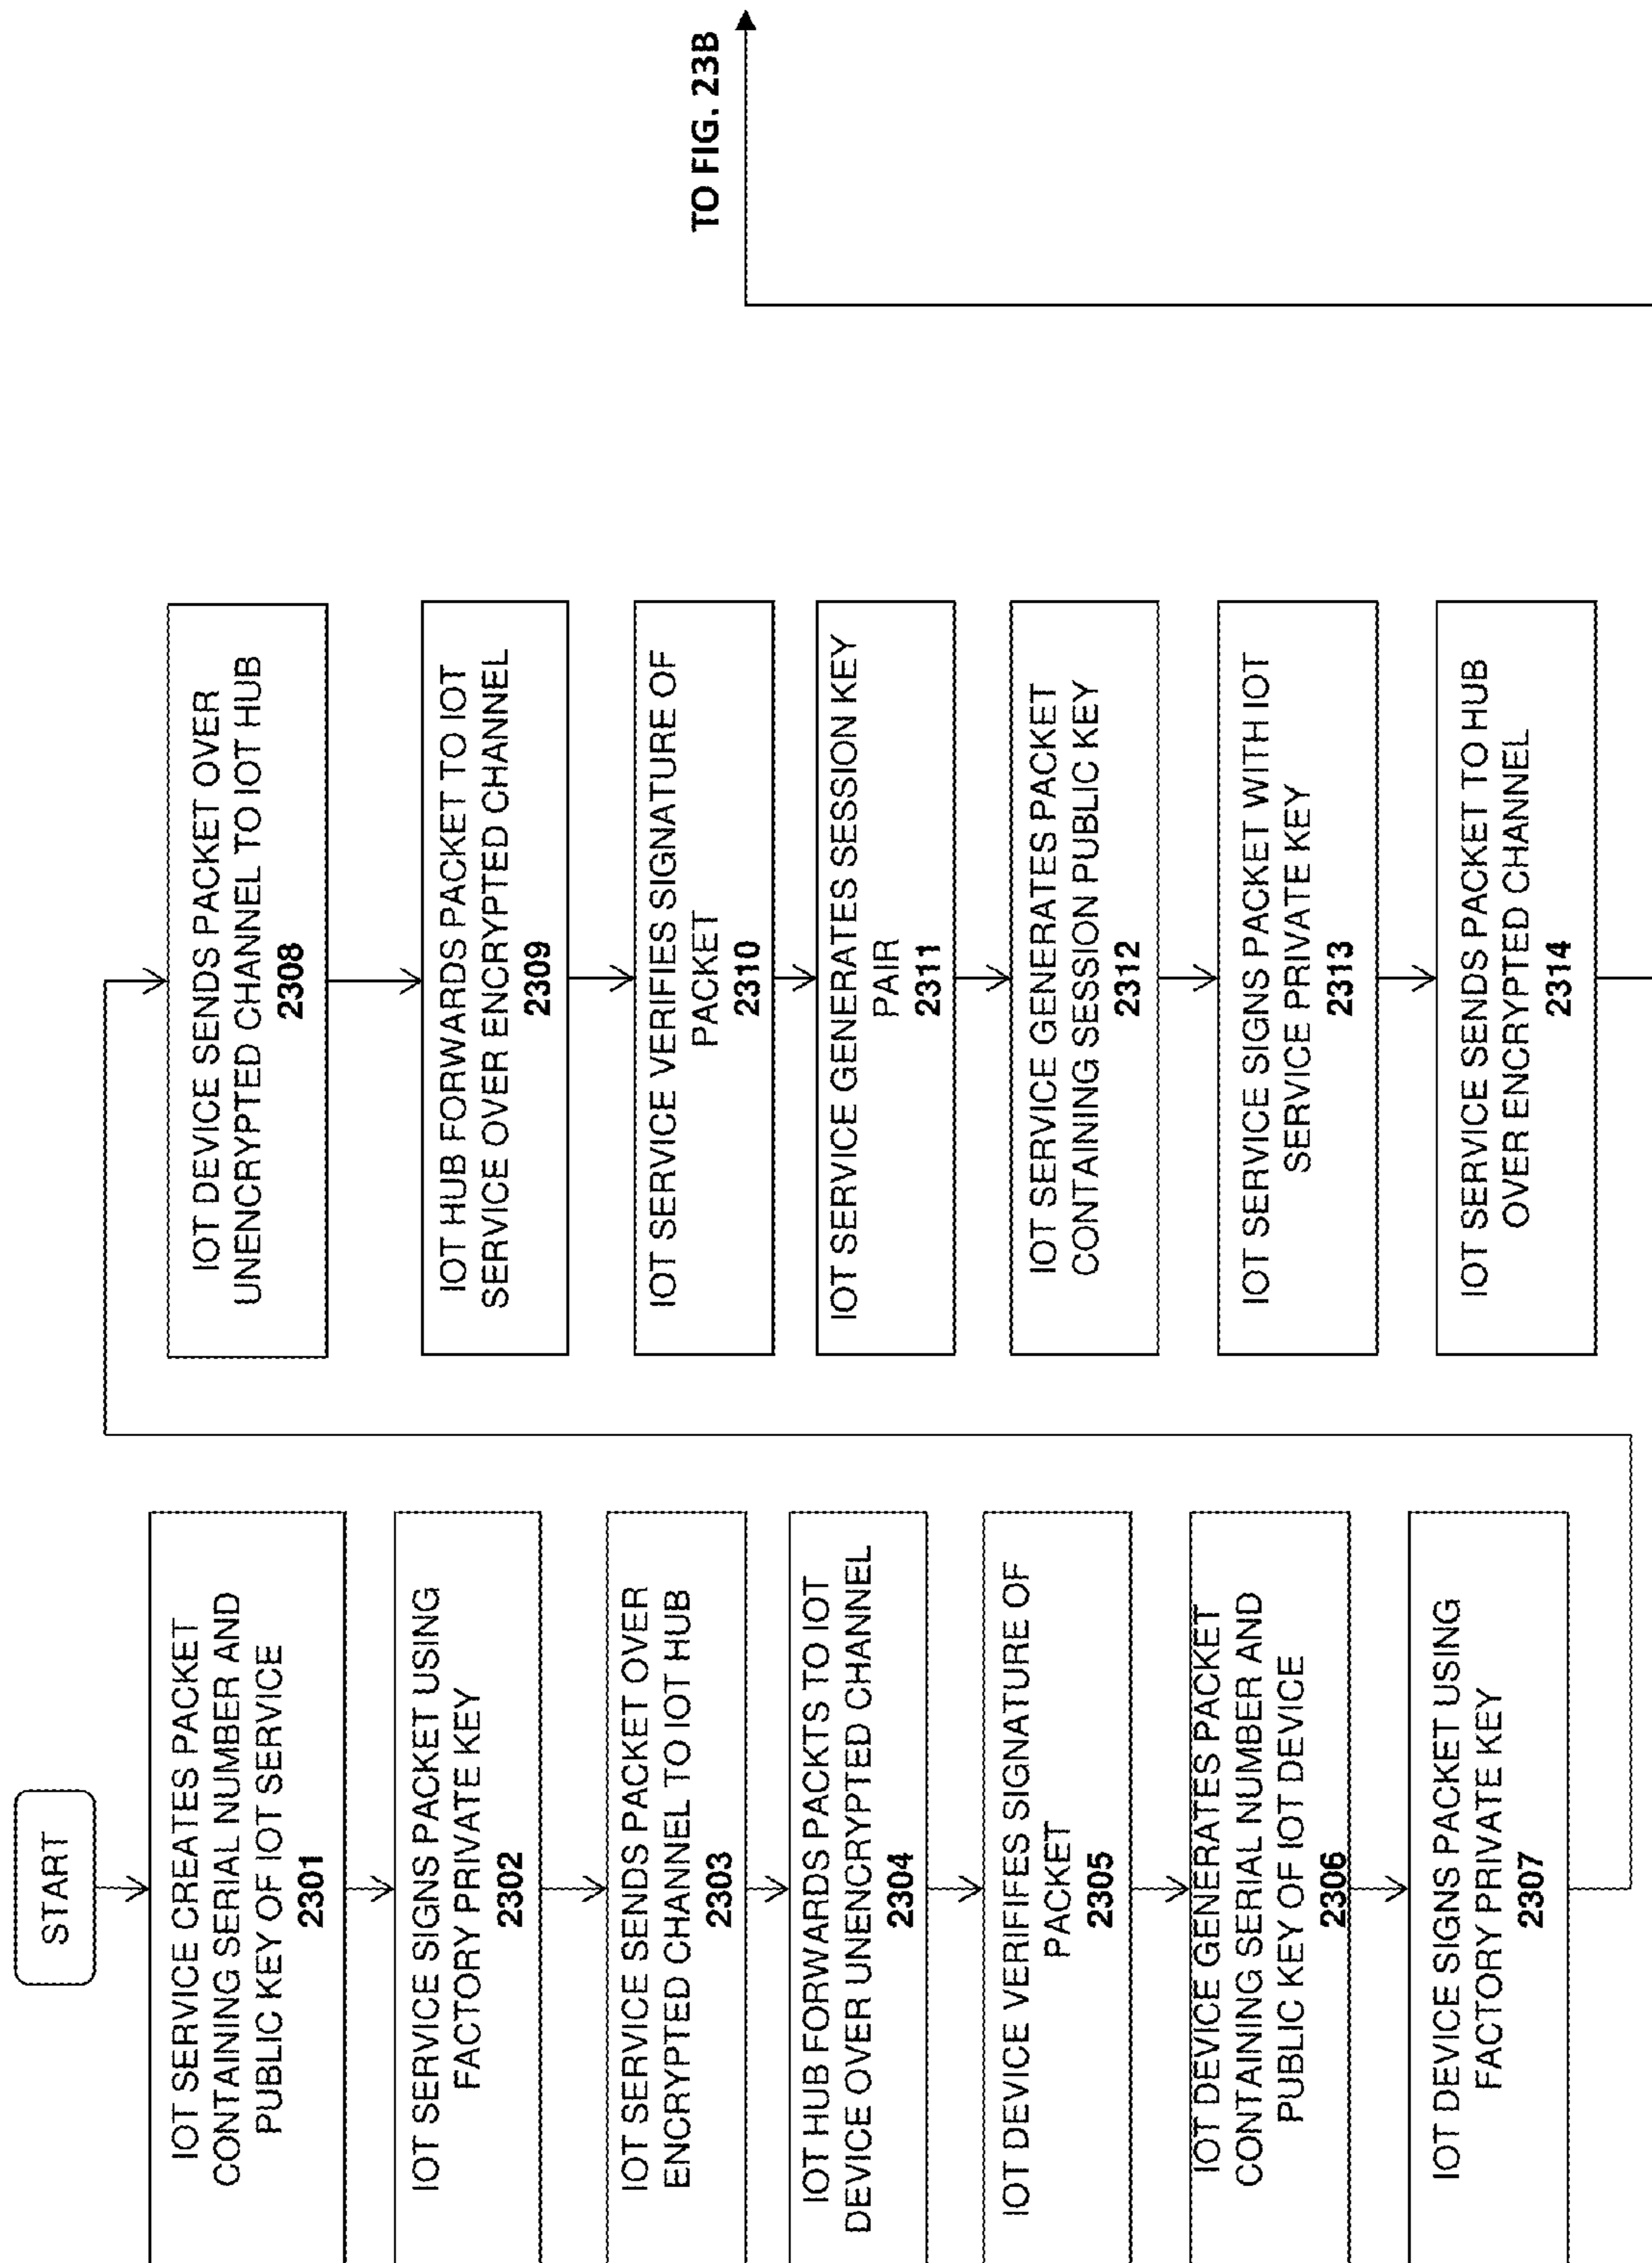 START
IOT SERVICE CREATES PACKET
CONTAINING SERIAL NUMBER AND
PUBLIC KEY OF IOT SERVICE
2301
IOT SERVICE SIGNS PACKET USING
FACTORY PRIVATE KEY
2302
IOT SERVICE SENDS PACKET OVER
ENCRYPTED CHANNEL TO IOT HUB
2303
IOT HUB FORWARDS PACKTS TO IOT
DEVICE OVER UNENCRYPTED CHANNEL
2304
IOT DEVICE VERIFIFES SIGNATURE OF
PACKET
2305
IOT DEVICE GENERATES PACKET
CONTAINING SERIAL NUMBER AND
PUBLIC KEY OF IOT DEVICE
2306
IOT DEVICE SIGNS PACKET USING
FACTORY PRIVATE KEY
2307
IOT DEVICE SENDS PACKET OVER
UNENCRYPTED CHANNEL TO IOT HUB
2308
IOT HUB FORWARDS PACKET TO IOT
SERVICE OVER ENCRYPTED CHANNEL
2309
IOT SERVICE VERIFIES SIGNATURE OF
PACKET
2310
IOT SERVICE GENERATES SESSION KEY
PAIR
2311
IOT SERVICE GENERATES PACKET
CONTAINING SESSION PUBLIC KEY
2312
IOT SERVICE SIGNS PACKET WITH IOT
SERVICE PRIVATE KEY
2313
IOT SERVICE SENDS PACKET TO HUB
OVER ENCRYPTED CHANNEL
2314
TO FIG. 23B